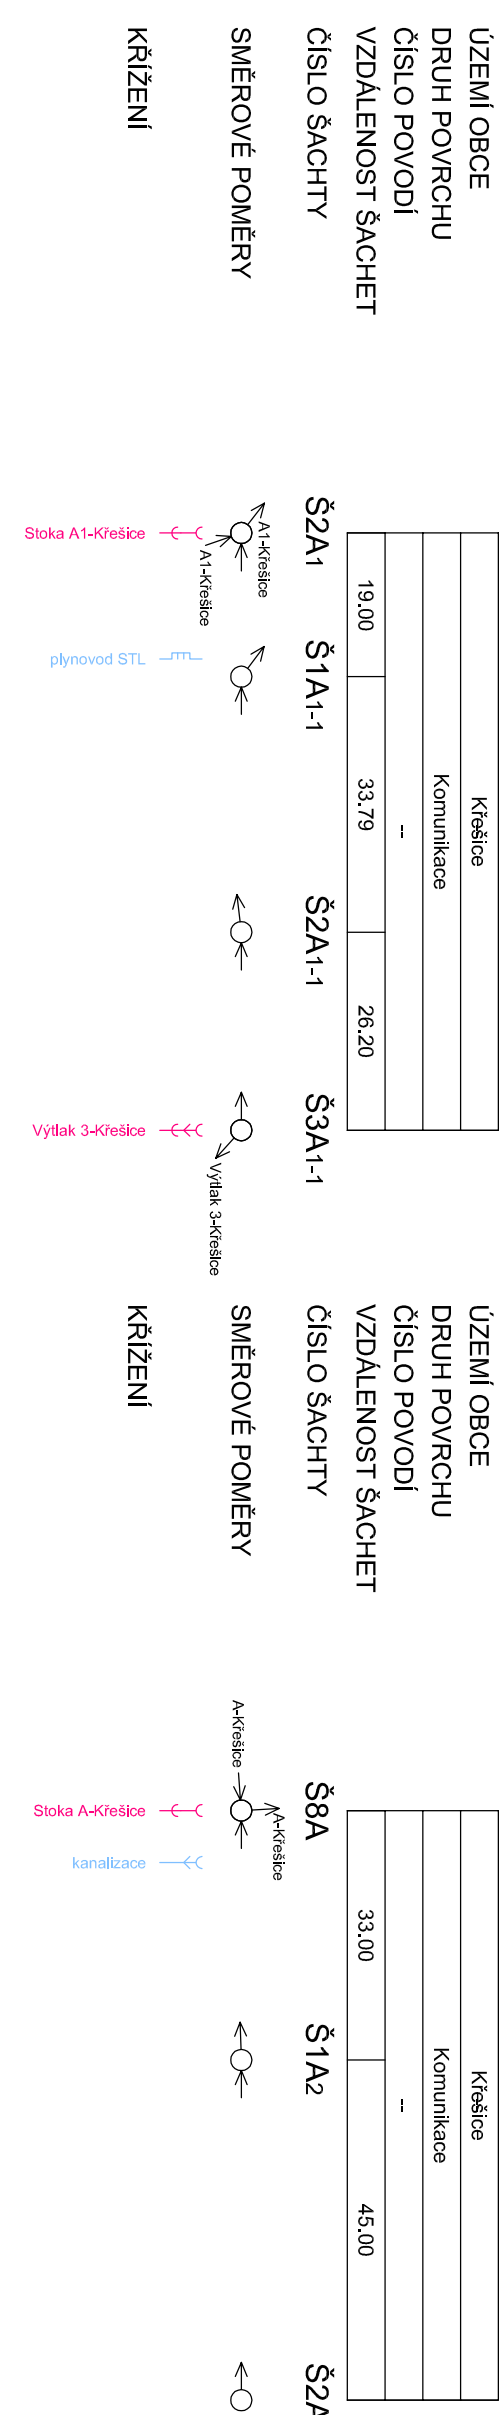 ÚZEMÍ OBCE
Křešice
DRUH POVRCHU
Komunikace
ČÍSLO POVODÍ
--
VZDÁLENOST ŠACHET
19.00 33.79 26.20
ČÍSLO ŠACHTY
Š2A1 Š1A1-1 Š2A1-1 Š3A1-1
SMĚROVÉ POMĚRY
A1-Křešice
A1-Křešice
Výtlak 3-Křešice
KŘÍŽENÍ
Stoka A1-Křešice
plynovod STL
Výtlak 3-Křešice
ÚZEMÍ OBCE
Křešice
DRUH POVRCHU
Komunikace
ČÍSLO POVODÍ
--
VZDÁLENOST ŠACHET
33.00 45.00
ČÍSLO ŠACHTY
Š8A Š1A2 Š2A
SMĚROVÉ POMĚRY
A-Křešice
A-Křešice
KŘÍŽENÍ
Stoka A-Křešice
kanalizace